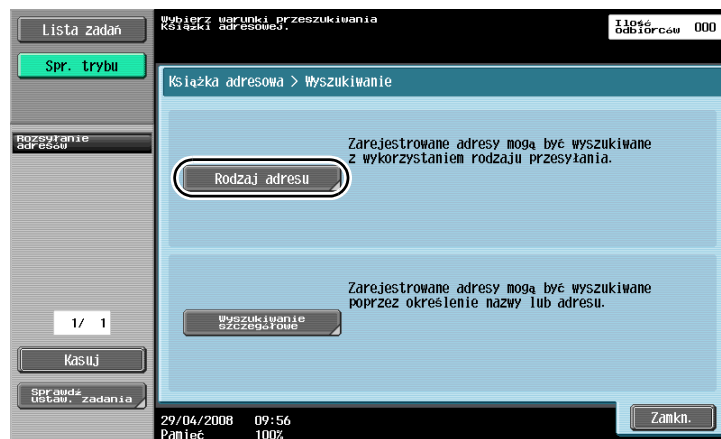 Lista zadań
Spr. trybu
Rozsyłanie
adresów
1/ 1
Kasuj
Sprawdź
ustaw. zadania
Wybierz warunki przeszukiwania
Książki adresowej.
Ilość
odbiorców 000
Książka adresowa > Wyszukiwanie
Zarejestrowane adresy mogą być wyszukiwane
z wykorzystaniem rodzaju przesyłania.
Rodzaj adresu
Zarejestrowane adresy mogą być wyszukiwane
poprzez określenie nazwy lub adresu.
Wyszukiwanie
szczegółowe
29/04/2008 09:56
Pamięć 100%
Zamkn.